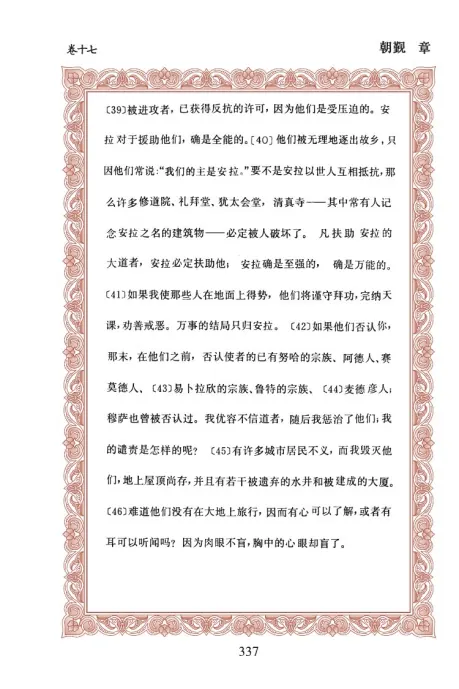 卷十七
朝觐 章
〔39〕被进攻者，已获得反抗的许可，因为他们是受压迫的。安
拉对于援助他们，确是全能的。〔40〕他们被无理地逐出故乡，只
因他们常说：“我们的主是安拉。”要不是安拉以世人互相抵抗，那
么许多修道院、礼拜堂、犹太会堂，清真寺——其中常有人记
念安拉之名的建筑物——必定被人破坏了。 凡扶助 安拉的
大道者，安拉必定扶助他； 安拉确是至强的， 确是万能的。
〔41〕如果我使那些人在地面上得势，他们将谨守拜功，完纳天
课，劝善戒恶。万事的结局只归安拉。〔42〕如果他们否认你，
那末，在他们之前，否认使者的已有努哈的宗族、阿德人、赛
莫德人、〔43〕易卜拉欣的宗族、鲁特的宗族、〔44〕麦德彦人；
穆萨也曾被否认过。我优容不信道者，随后我惩治了他们；我
的谴责是怎样的呢？〔45〕有许多城市居民不义，而我毁灭他
们，地上屋顶尚存，并且有若干被遗弃的水井和被建成的大厦。
〔46〕难道他们没有在大地上旅行，因而有心可以了解，或者有
耳可以听闻吗？因为肉眼不盲，胸中的心眼却盲了。
337